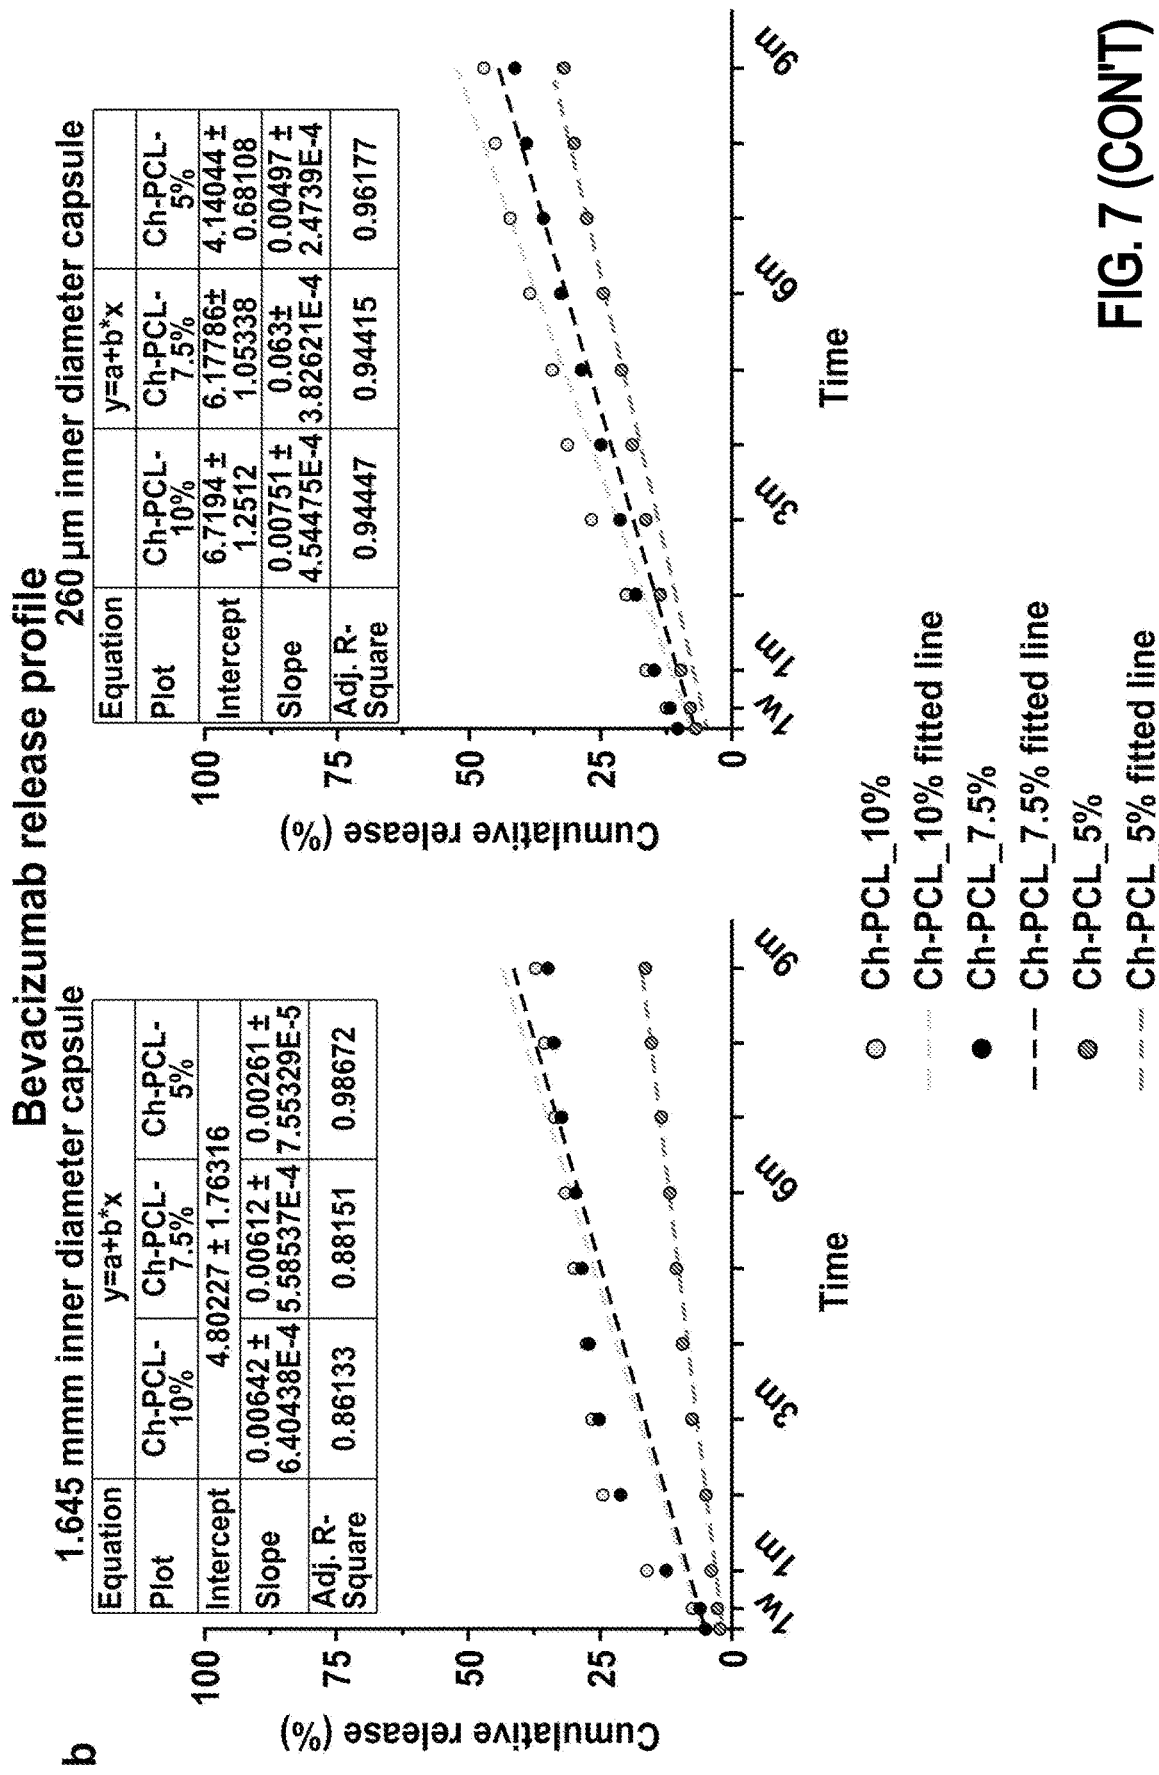 b
Bevacizumab release profile
1.645 mmm inner diameter capsule
Equation y=a+b*x
Plot Ch-PCL-10% Ch-PCL-7.5% Ch-PCL-5%
Intercept 4.80227 ± 1.76316
Slope 0.00642 ± 6.40438E-4 0.00612 ± 5.58537E-4 0.00261 ± 7.55329E-5
Adj. R-Square 0.86133 0.88151 0.98672
Cumulative release (%)
100
75
25
0
1w 1m 3m 6m 9m
Time
260 µm inner diameter capsule
Equation y=a+b*x
Plot Ch-PCL-10% Ch-PCL-7.5% Ch-PCL-5%
Intercept 6.7194 ± 1.2512 6.17786± 1.05338 4.14044 ± 0.68108
Slope 0.00751 ± 4.54475E-4 0.063± 3.82621E-4 0.00497 ± 2.4739E-4
Adj. R-Square 0.94447 0.94415 0.96177
Cumulative release (%)
100
75
25
0
1w 1m 3m 6m 9m
Time
Ch-PCL_10%
Ch-PCL_10% fitted line
Ch-PCL_7.5%
Ch-PCL_7.5% fitted line
Ch-PCL_5%
Ch-PCL_5% fitted line
FIG. 7 (CON'T)